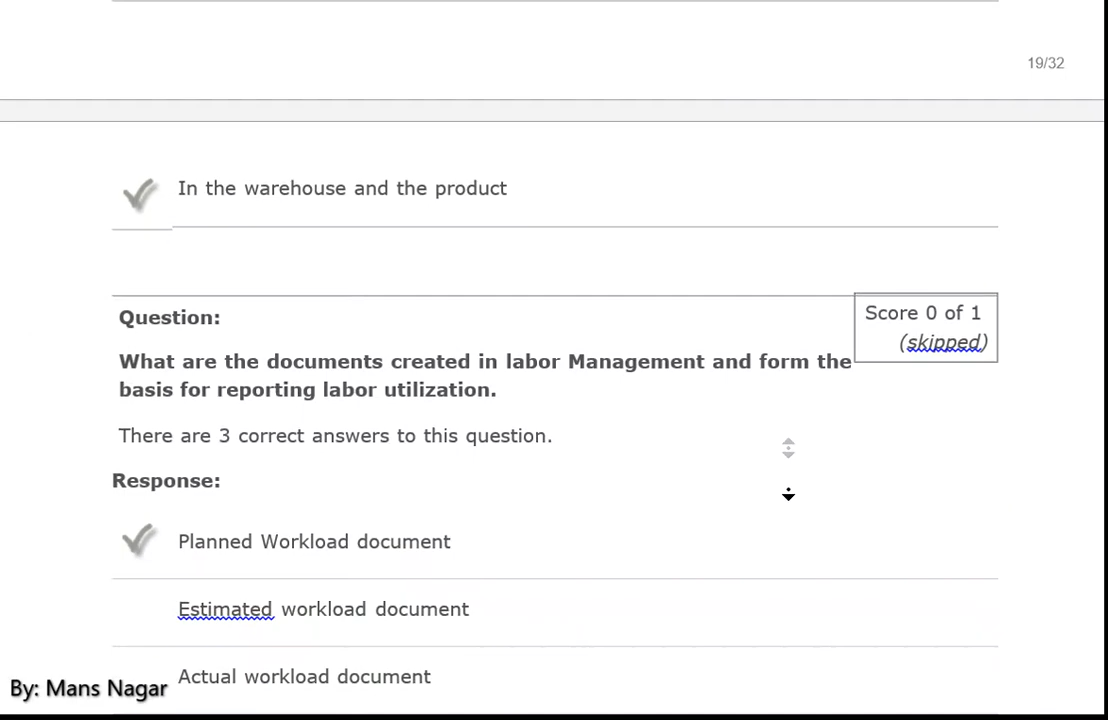 19/32
In the warehouse and the product
Question:
Score 0 of 1
(skipped)
What are the documents created in labor Management and form the
basis for reporting labor utilization.
There are 3 correct answers to this question.
Response:
Planned Workload document
Estimated workload document
Actual workload document
By: Mans Nagar